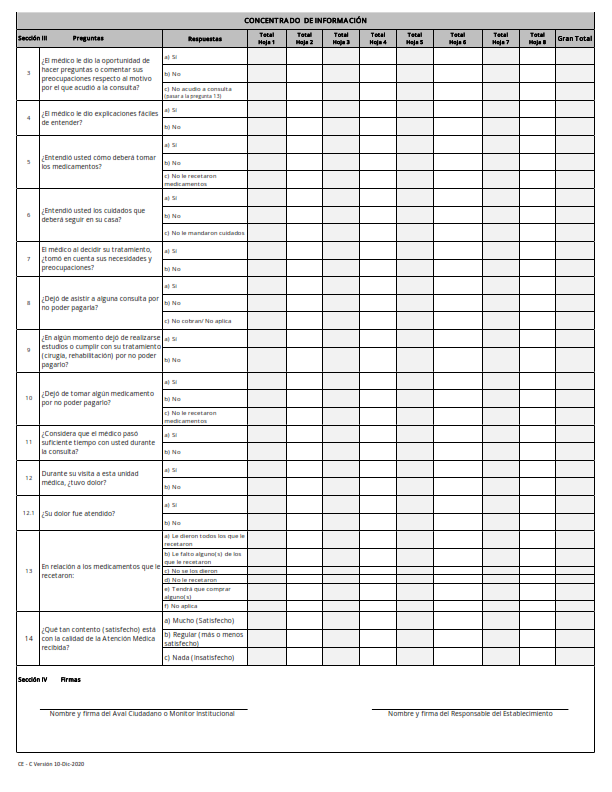 CONCENTRADO DE INFORMACIÓN
Sección III Preguntas Respuestas Total Hoja 1 Total Hoja 2 Total Hoja 3 Total Hoja 4 Total Hoja 5 Total Hoja 6 Total Hoja 7 Total Hoja 8 Gran Total
3
¿El médico le dio la oportunidad de
hacer preguntas o comentar sus
preocupaciones respecto al motivo
por el que acudió a la consulta?
a) Si
b) No
c) No acudio a consulta
(pasar a la pregunta 13)
4
¿El médico le dio explicaciones fáciles
de entender?
a) Si
b) No
5
¿Entendió usted cómo deberá tomar
los medicamentos?
a) Si
b) No
c) No le recetaron
medicamentos
6
¿Entendió usted los cuidados que
deberá seguir en su casa?
a) Si
b) No
c) No le mandaron cuidados
7
El médico al decidir su tratamiento,
¿tomó en cuenta sus necesidades y
preocupaciones?
a) Si
b) No
8
¿Dejó de asistir a alguna consulta por
no poder pagarla?
a) Si
b) No
c) No cobran/ No aplica
9
¿En algún momento dejó de realizarse
estudios o cumplir con su tratamiento
(cirugía, rehabilitación) por no poder
pagarlo?
a) Si
b) No
10
¿Dejó de tomar algún medicamento
por no poder pagarlo?
a) Si
b) No
c) No le recetaron
medicamentos
11
¿Considera que el médico pasó
suficiente tiempo con usted durante
la consulta?
a) Si
b) No
12
Durante su visita a esta unidad
médica, ¿tuvo dolor?
a) Si
b) No
12.1
¿Su dolor fue atendido?
a) Si
b) No
13
En relación a los medicamentos que le
recetaron:
a) Le dieron todos los que le
recetaron
b) Le falto alguno(s) de los
que le recetaron
c) No se los dieron
d) No le recetaron
e) Tendrá que comprar
alguno(s)
f) No aplica
14
¿Qué tan contento (satisfecho) está
con la calidad de la Atención Médica
recibida?
a) Mucho (Satisfecho)
b) Regular (más o menos
satisfecho)
c) Nada (Insatisfecho)
Sección IV Firmas
Nombre y firma del Aval Ciudadano o Monitor Institucional
Nombre y firma del Responsable del Establecimiento
CE - C Versión 10-Dic-2020